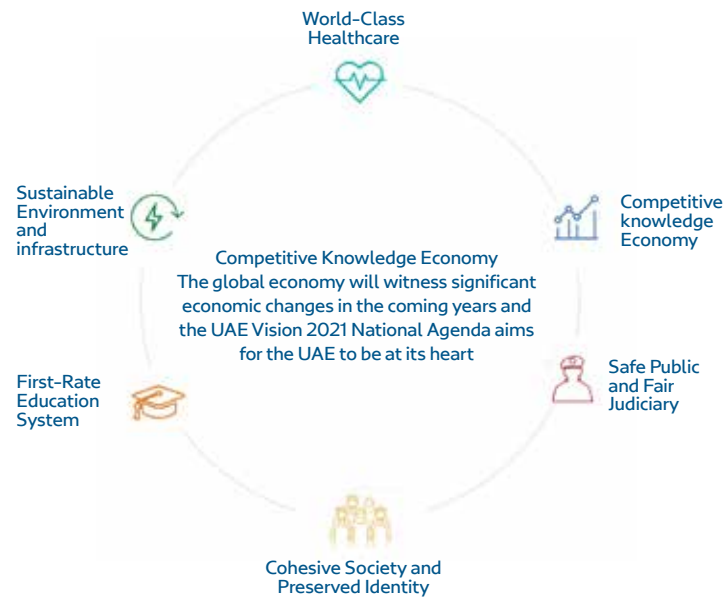 World-Class
Healthcare
Sustainable
Environment
and
infrastructure
Competitive
knowledge
Economy
Competitive Knowledge Economy
The global economy will witness significant
economic changes in the coming years and
the UAE Vision 2021 National Agenda aims
for the UAE to be at its heart
First-Rate
Education
System
Safe Public
and Fair
Judiciary
Cohesive Society and
Preserved Identity